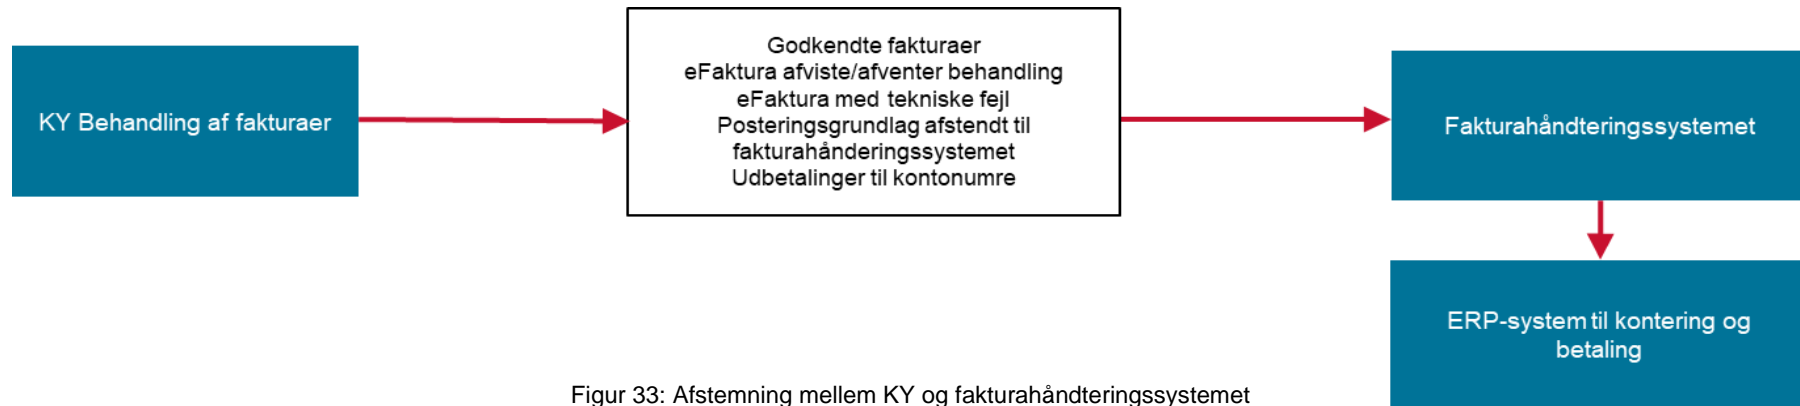 KY Behandling af fakturaer
Godkendte fakturaer
eFaktura afviste/afventer behandling
eFaktura med tekniske fejl
Posteringsgrundlag afstendt til
fakturahånderingssystemet
Udbetalinger til kontonumre
Fakturahåndteringssystemet
ERP-system til kontering og
betaling
Figur 33: Afstemning mellem KY og fakturahåndteringssystemet